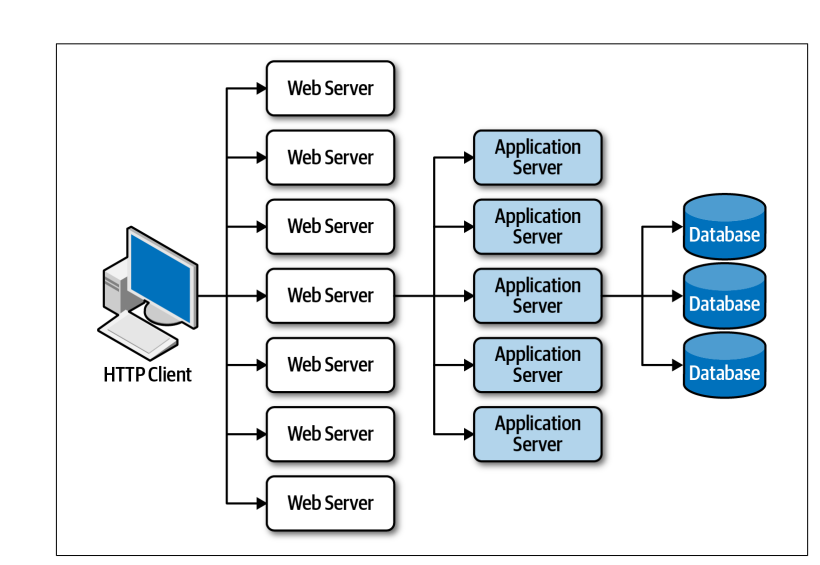 Web Server
Web Server
Web Server
Web Server
Web Server
Web Server
Web Server
HTTP Client
Application
Server
Application
Server
Application
Server
Application
Server
Application
Server
Database
Database
Database